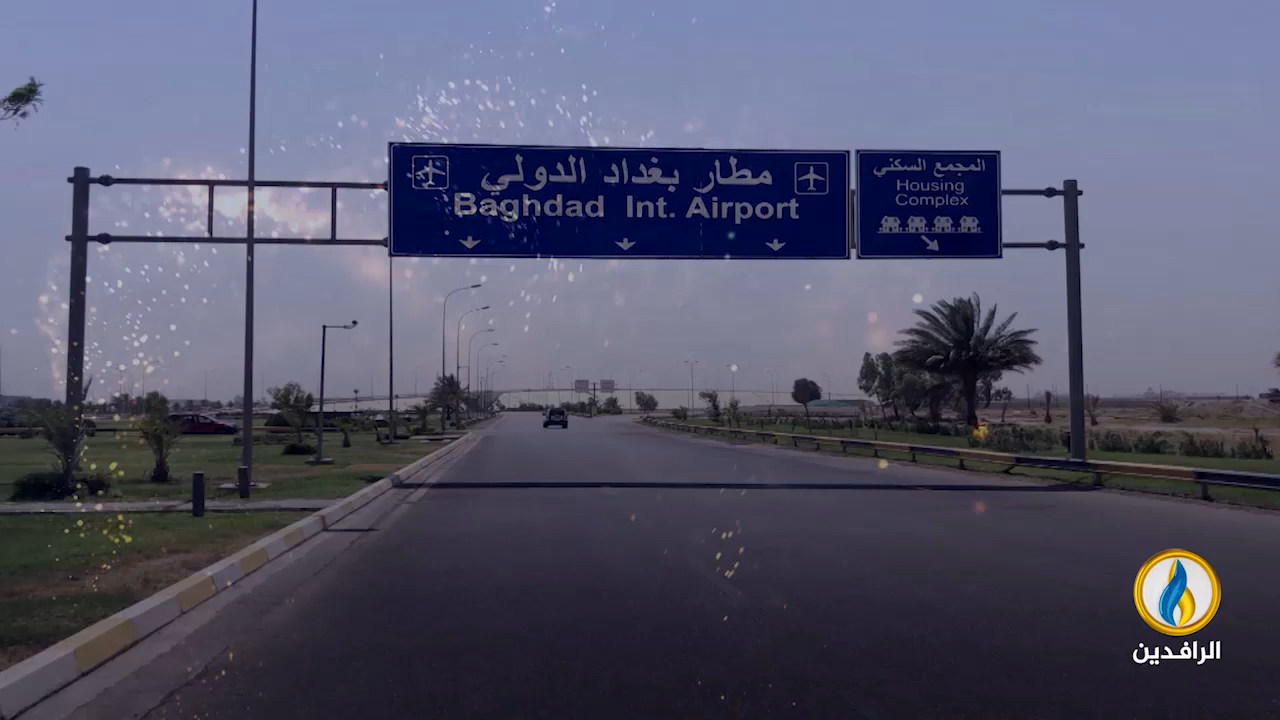 مطار بغداد الدولي
Baghdad Int. Airport
المجمع السكني
Housing
Complex
الرافدين